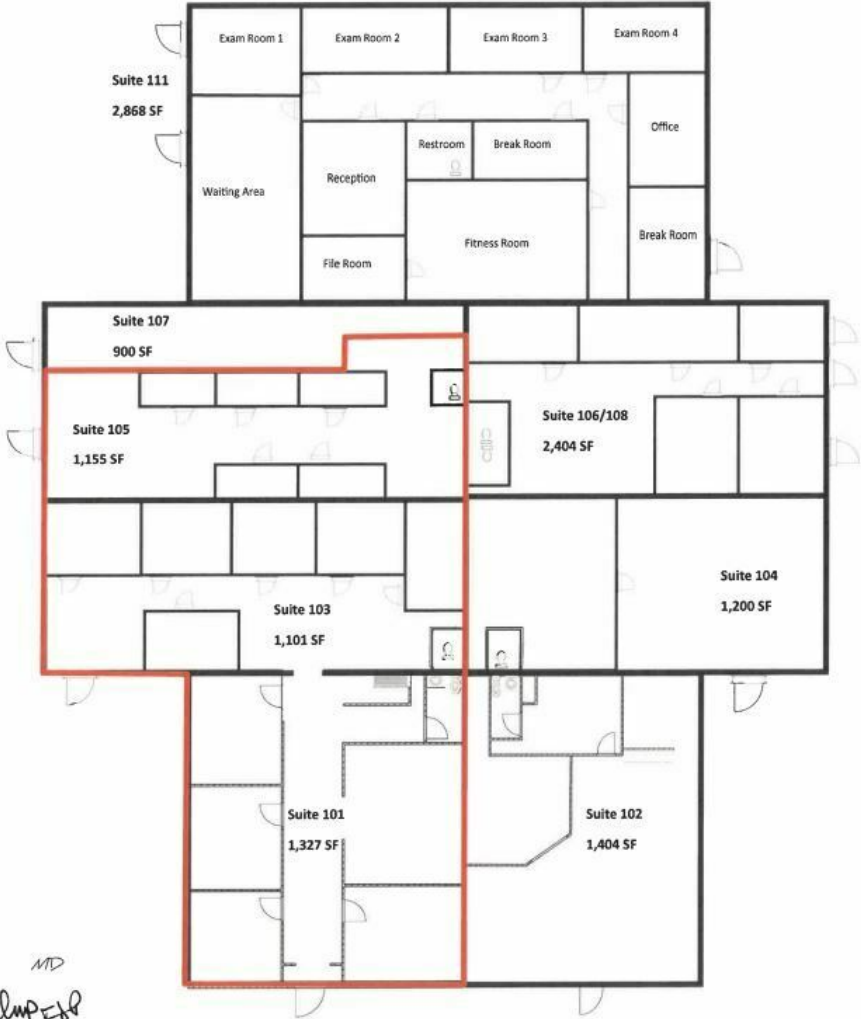 Exam Room 1
Exam Room 2
Exam Room 3
Exam Room 4
Suite 111
2,868 SF
Office
Restroom
Break Room
Reception
Waiting Area
Fitness Room
Break Room
File Room
Suite 107
900 SF
Suite 105
1,155 SF
Suite 106/108
2,404 SF
Suite 104
1,200 SF
Suite 103
1,101 SF
Suite 101
1,327 SF
Suite 102
1,404 SF
MD